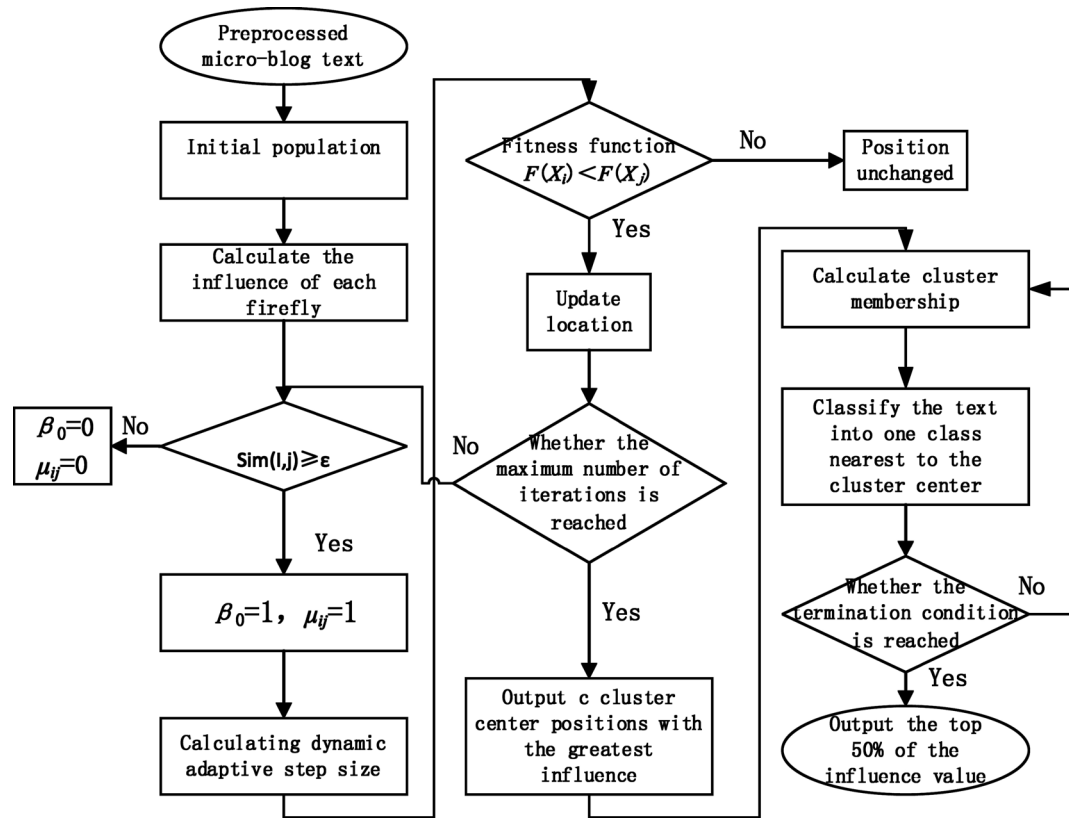 Preprocessed
micro-blog text
Initial population
Calculate the
influence of each
firefly
No
β0=0
μij=0
Sim(I,j)≥ε
Yes
β0=1, μij=1
Calculating dynamic
adaptive step size
Fitness function
F(Xi)<F(Xj)
No
Position
unchanged
Yes
Update
location
No
Whether the
maximum number of
iterations is
reached
Yes
Output c cluster
center positions with
the greatest
influence
Calculate cluster
membership
Classify the text
into one class
nearest to the
cluster center
Whether the
termination condition
is reached
No
Yes
Output the top
50% of the
influence value